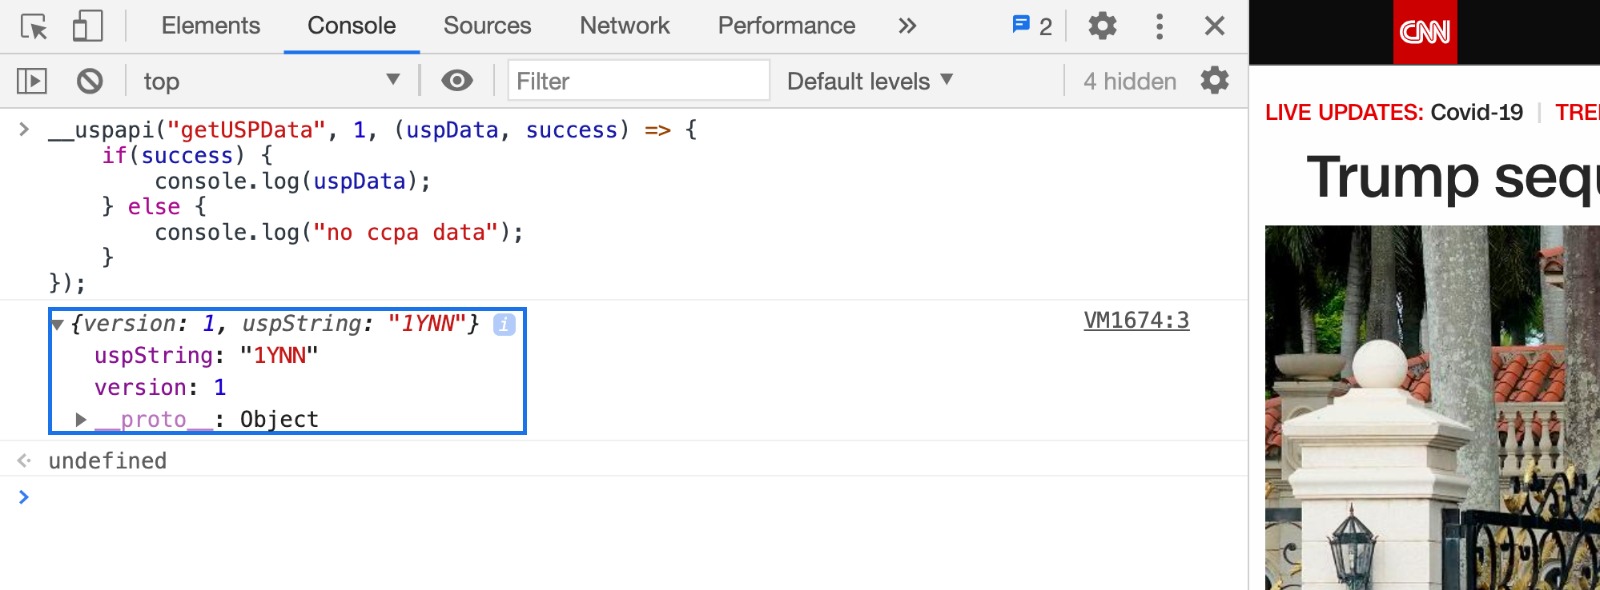 Elements Console Sources Network Performance 2
top Filter Default levels 4 hidden
__uspapi("getUSPData", 1, (uspData, success) => {
if(success) {
console.log(uspData);
} else {
console.log("no ccpa data");
}
});
{version: 1, uspString: "1YNN"} i VM1674:3
uspString: "1YNN"
version: 1
__proto__: Object
undefined
CNN
LIVE UPDATES: Covid-19 | TRE
Trump seq